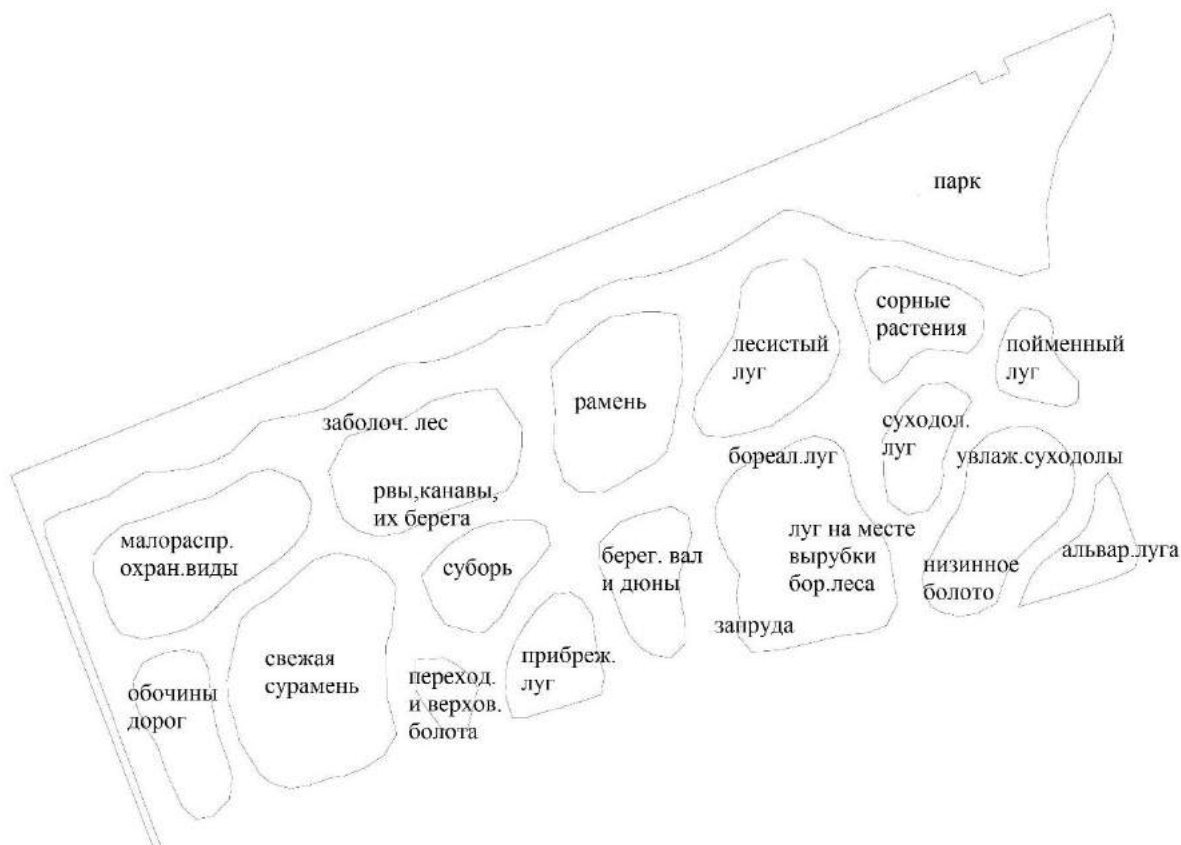 парк
сорные
растения
лесистый
луг
пойменный
луг
рамень
заболоч. лес
суходол.
луг
бореал.луг
увлаж.суходолы
рвы,канавы,
их берега
малораспр.
охран.виды
суборь
берег. вал
и дюны
луг на месте
вырубки
бор.леса
низинное
болото
альвар.луга
запруда
свежая
сурамень
прибреж.
луг
переход.
и верхов.
болота
обочины
дорог